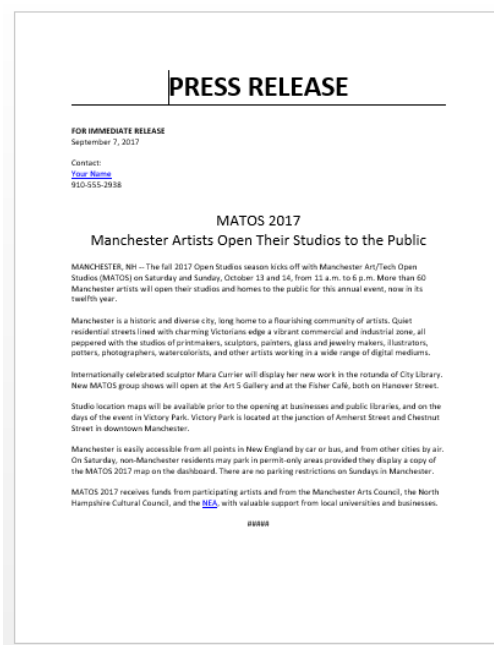 PRESS RELEASE
FOR IMMEDIATE RELEASE
September 7, 2017
Contact:
Your Name
910-555-2938
MATOS 2017
Manchester Artists Open Their Studios to the Public
MANCHESTER, NH -- The fall 2017 Open Studios season kicks off with Manchester Art/Tech Open
Studios (MATOS) on Saturday and Sunday, October 13 and 14, from 11 a.m. to 6 p.m. More than 60
Manchester artists will open their studios and homes to the public for this annual event, now in its
twelfth year.
Manchester is a historic and diverse city, long home to a flourishing community of artists. Quiet
residential streets lined with charming Victorians edge a vibrant commercial and industrial zone, all
peppered with the studios of printmakers, sculptors, painters, glass and jewelry makers, illustrators,
potters, photographers, watercolorists, and other artists working in a wide range of digital mediums.
Internationally celebrated sculptor Mara Currier will display her new work in the rotunda of City Library.
New MATOS group shows will open at the Art 5 Gallery and at the Fisher Café, both on Hanover Street.
Studio location maps will be available prior to the opening at businesses and public libraries, and on the
days of the event in Victory Park. Victory Park is located at the junction of Amherst Street and Chestnut
Street in downtown Manchester.
Manchester is easily accessible from all points in New England by car or bus, and from other cities by air.
On Saturday, non-Manchester residents may park in permit-only areas provided they display a copy of
the MATOS 2017 map on the dashboard. There are no parking restrictions on Sundays in Manchester.
MATOS 2017 receives funds from participating artists and from the Manchester Arts Council, the North
Hampshire Cultural Council, and the NEA, with valuable support from local universities and businesses.
#####